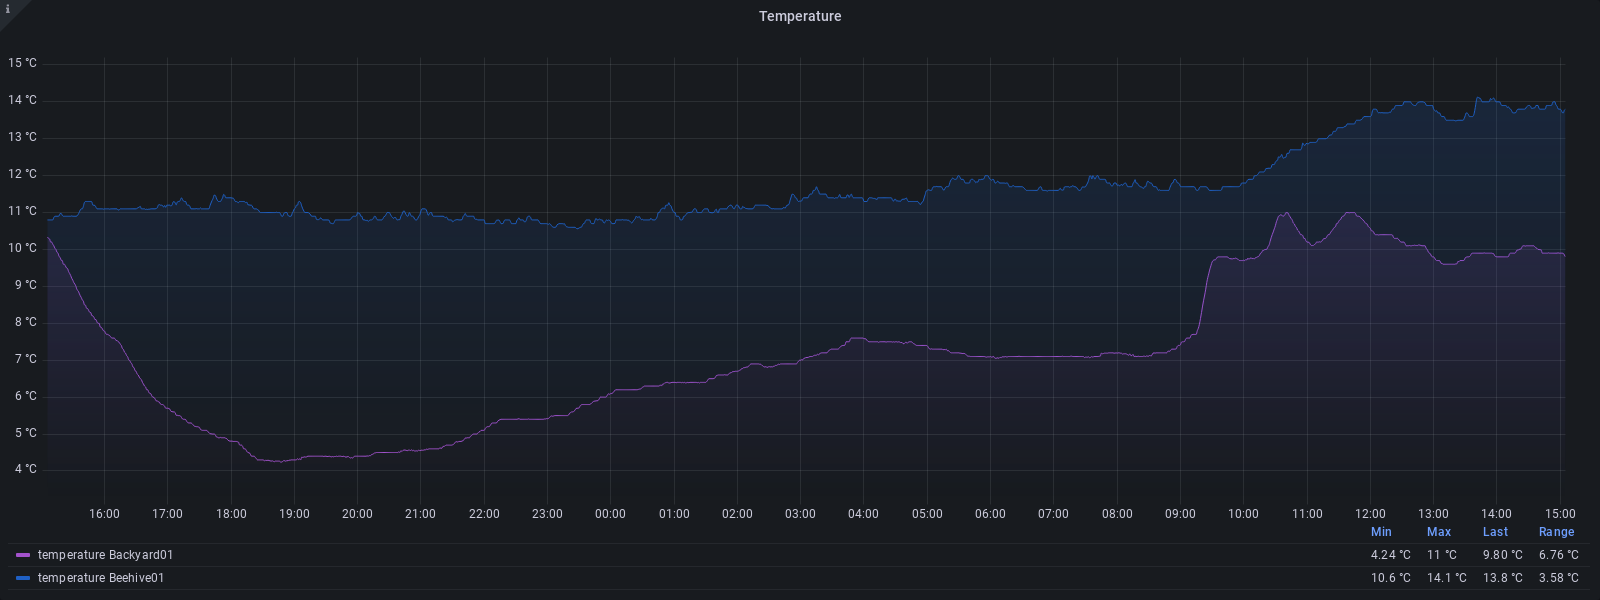 i
Temperature
15 °C
14 °C
13 °C
12 °C
11 °C
10 °C
9 °C
8 °C
7 °C
6 °C
5 °C
4 °C
16:00 17:00 18:00 19:00 20:00 21:00 22:00 23:00 00:00 01:00 02:00 03:00 04:00 05:00 06:00 07:00 08:00 09:00 10:00 11:00 12:00 13:00 14:00 15:00
Min Max Last Range
temperature Backyard01 4.24 °C 11 °C 9.80 °C 6.76 °C
temperature Beehive01 10.6 °C 14.1 °C 13.8 °C 3.58 °C